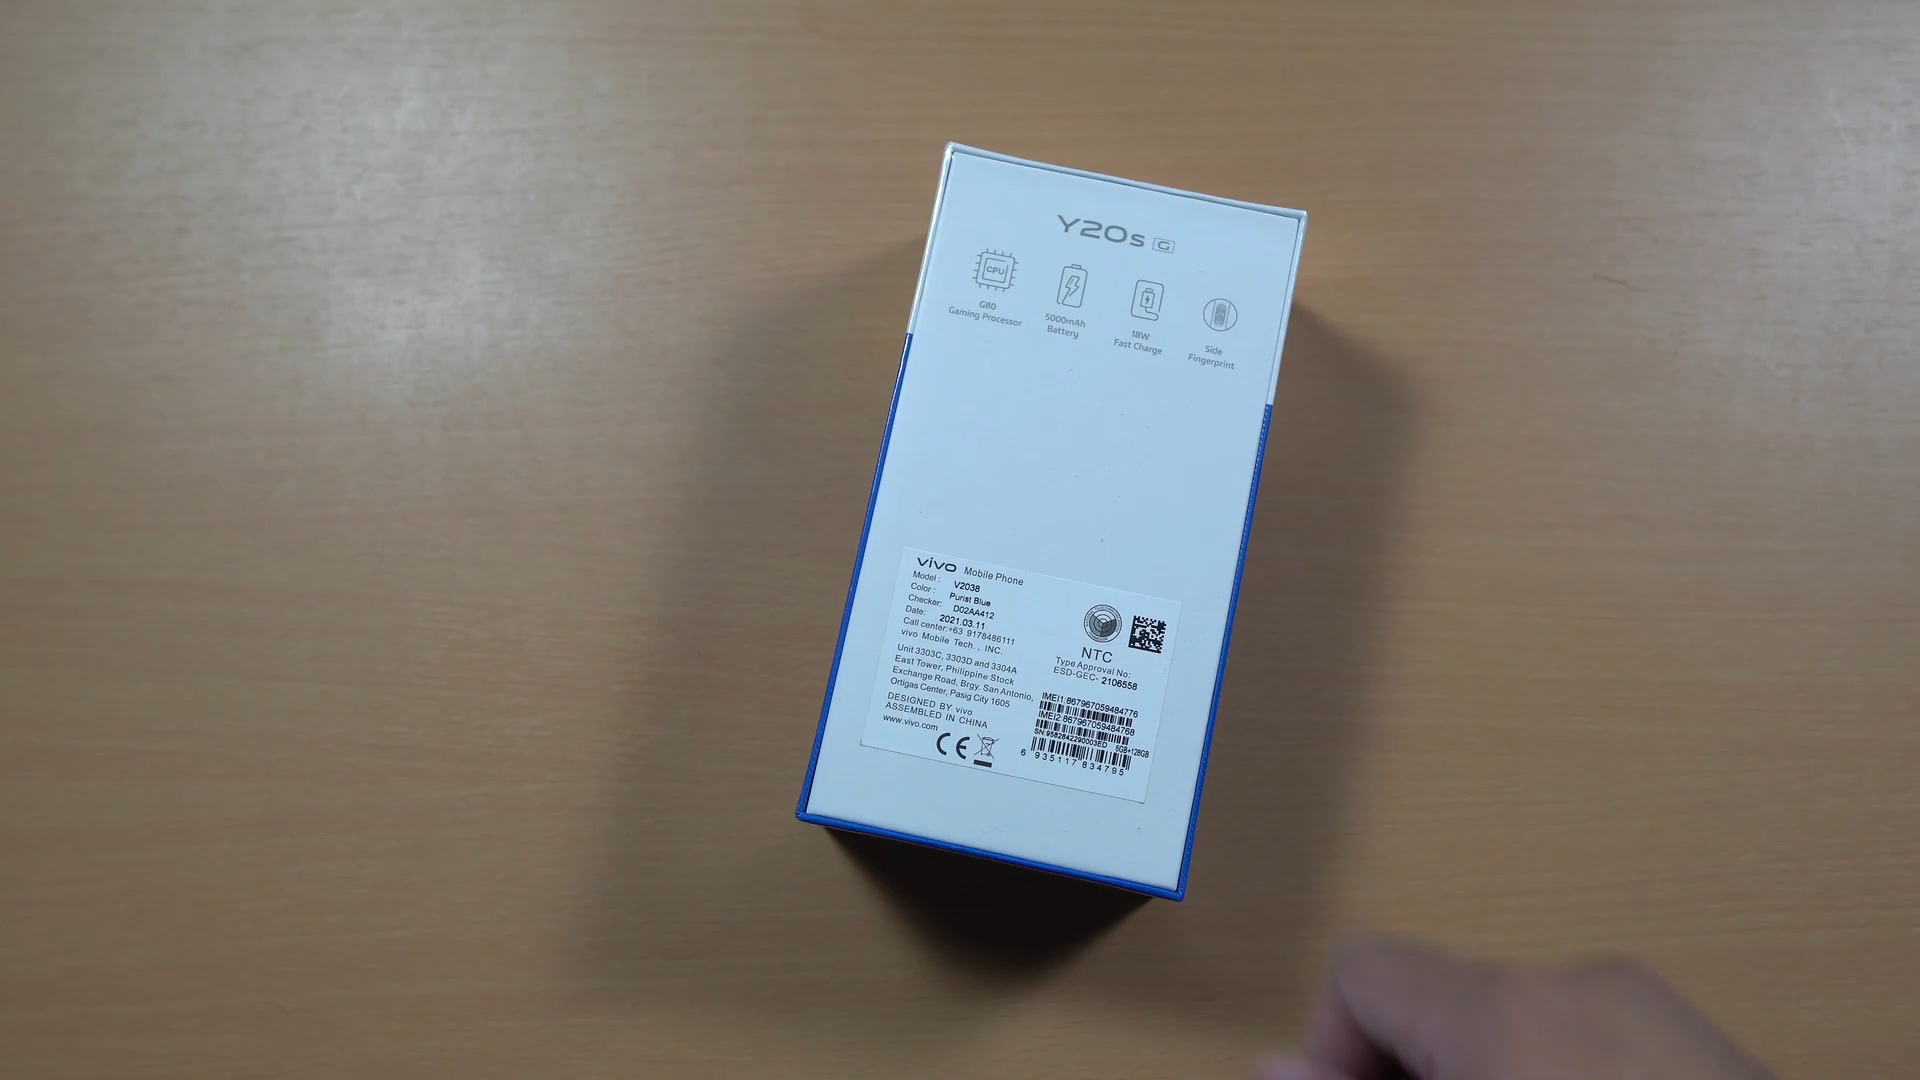 Y20s G
CPU
G80
Gaming Processor
5000mAh
Battery
18W
Fast Charge
Side
Fingerprint
vivo Mobile Phone
Model : V2038
Color : Purist Blue
Checker: D02AA412
Date: 2021.03.11
Call center:+63 9178486111
vivo Mobile Tech. , INC.
Unit 3303C, 3303D and 3304A
East Tower, Philippine Stock
Exchange Road, Brgy. San Antonio,
Ortigas Center, Pasig City 1605
DESIGNED BY vivo
ASSEMBLED IN CHINA
www.vivo.com
CE
NTC
Type Approval No:
ESD-GEC- 2106558
IMEI1:867967059484776
IMEI2:867967059484768
SN:9582842290003ED 6GB+128GB
6 935117 834795